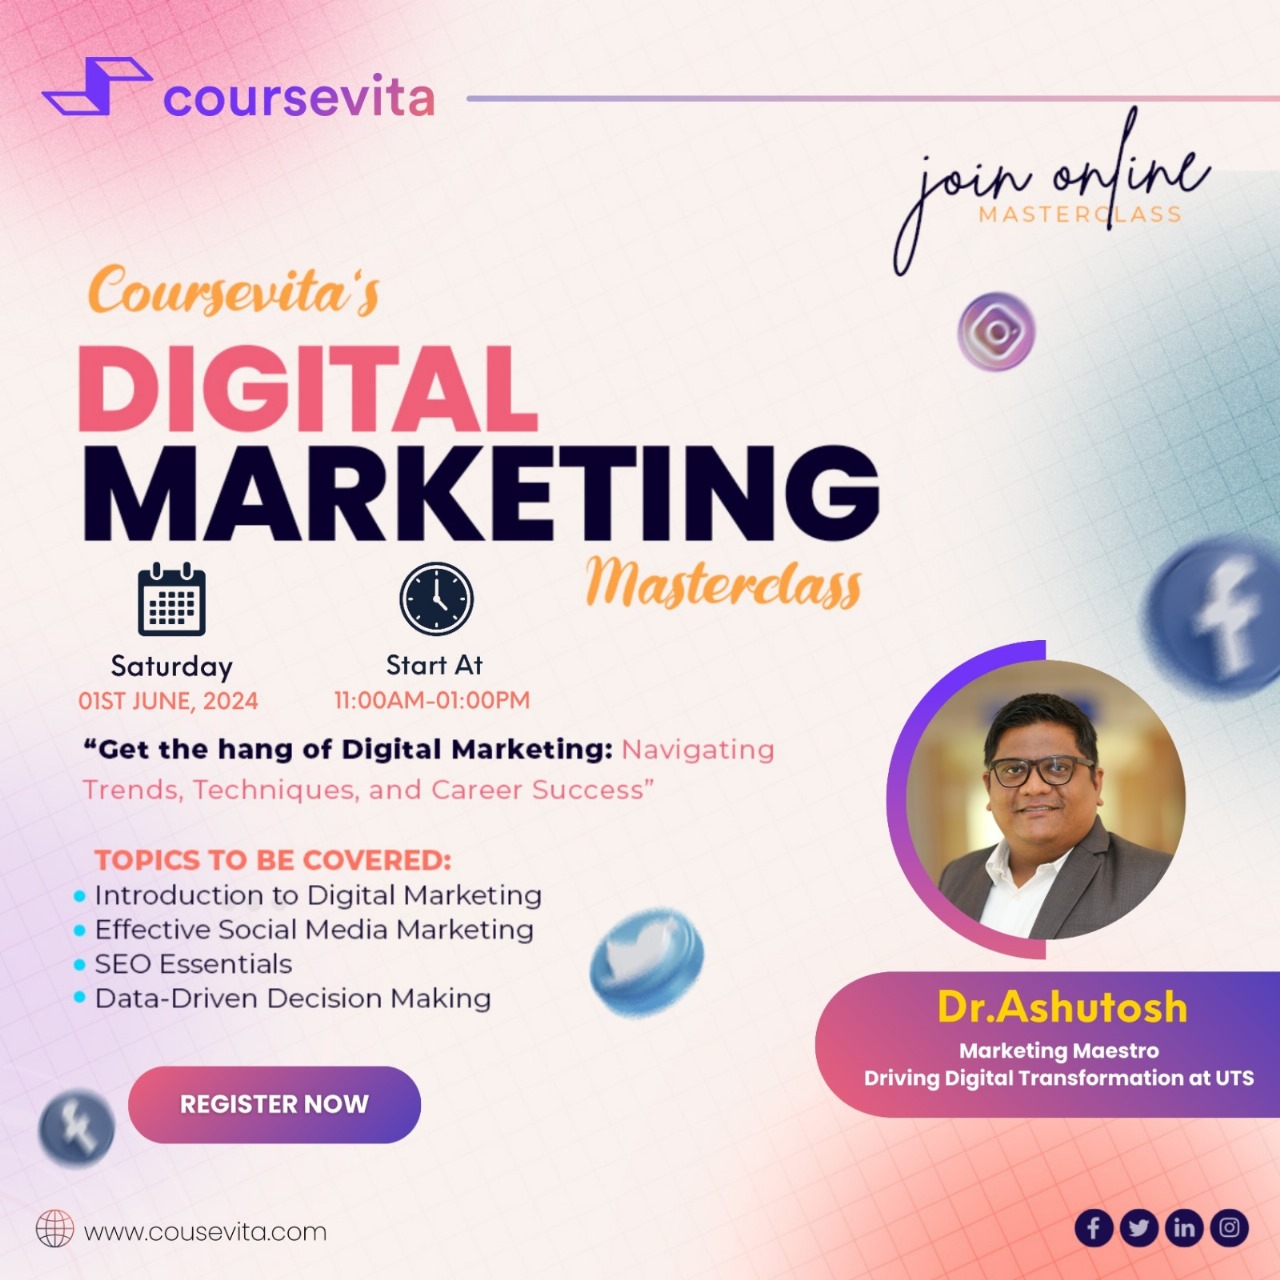 coursevita
join online
MASTERCLASS
Coursevita's
DIGITAL
MARKETING
Masterclass
Saturday
01ST JUNE, 2024
Start At
11:00AM-01:00PM
“Get the hang of Digital Marketing: Navigating
Trends, Techniques, and Career Success”
TOPICS TO BE COVERED:
Introduction to Digital Marketing
Effective Social Media Marketing
SEO Essentials
Data-Driven Decision Making
Dr.Ashutosh
Marketing Maestro
Driving Digital Transformation at UTS
REGISTER NOW
www.cousevita.com